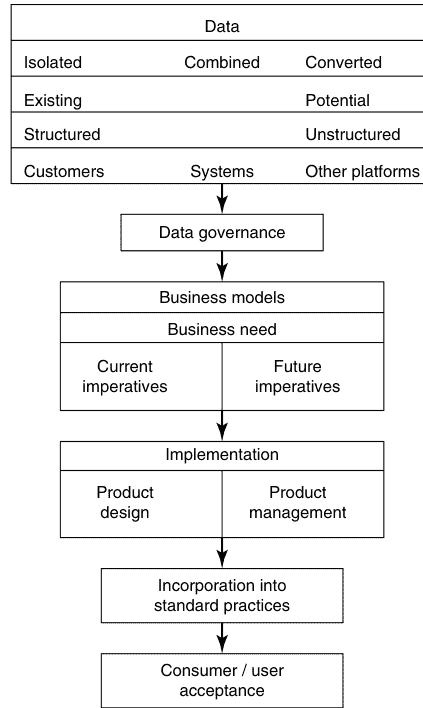 Data
Isolated Combined Converted
Existing Potential
Structured Unstructured
Customers Systems Other platforms
Data governance
Business models
Business need
Current imperatives
Future imperatives
Implementation
Product design
Product management
Incorporation into
standard practices
Consumer / user
acceptance